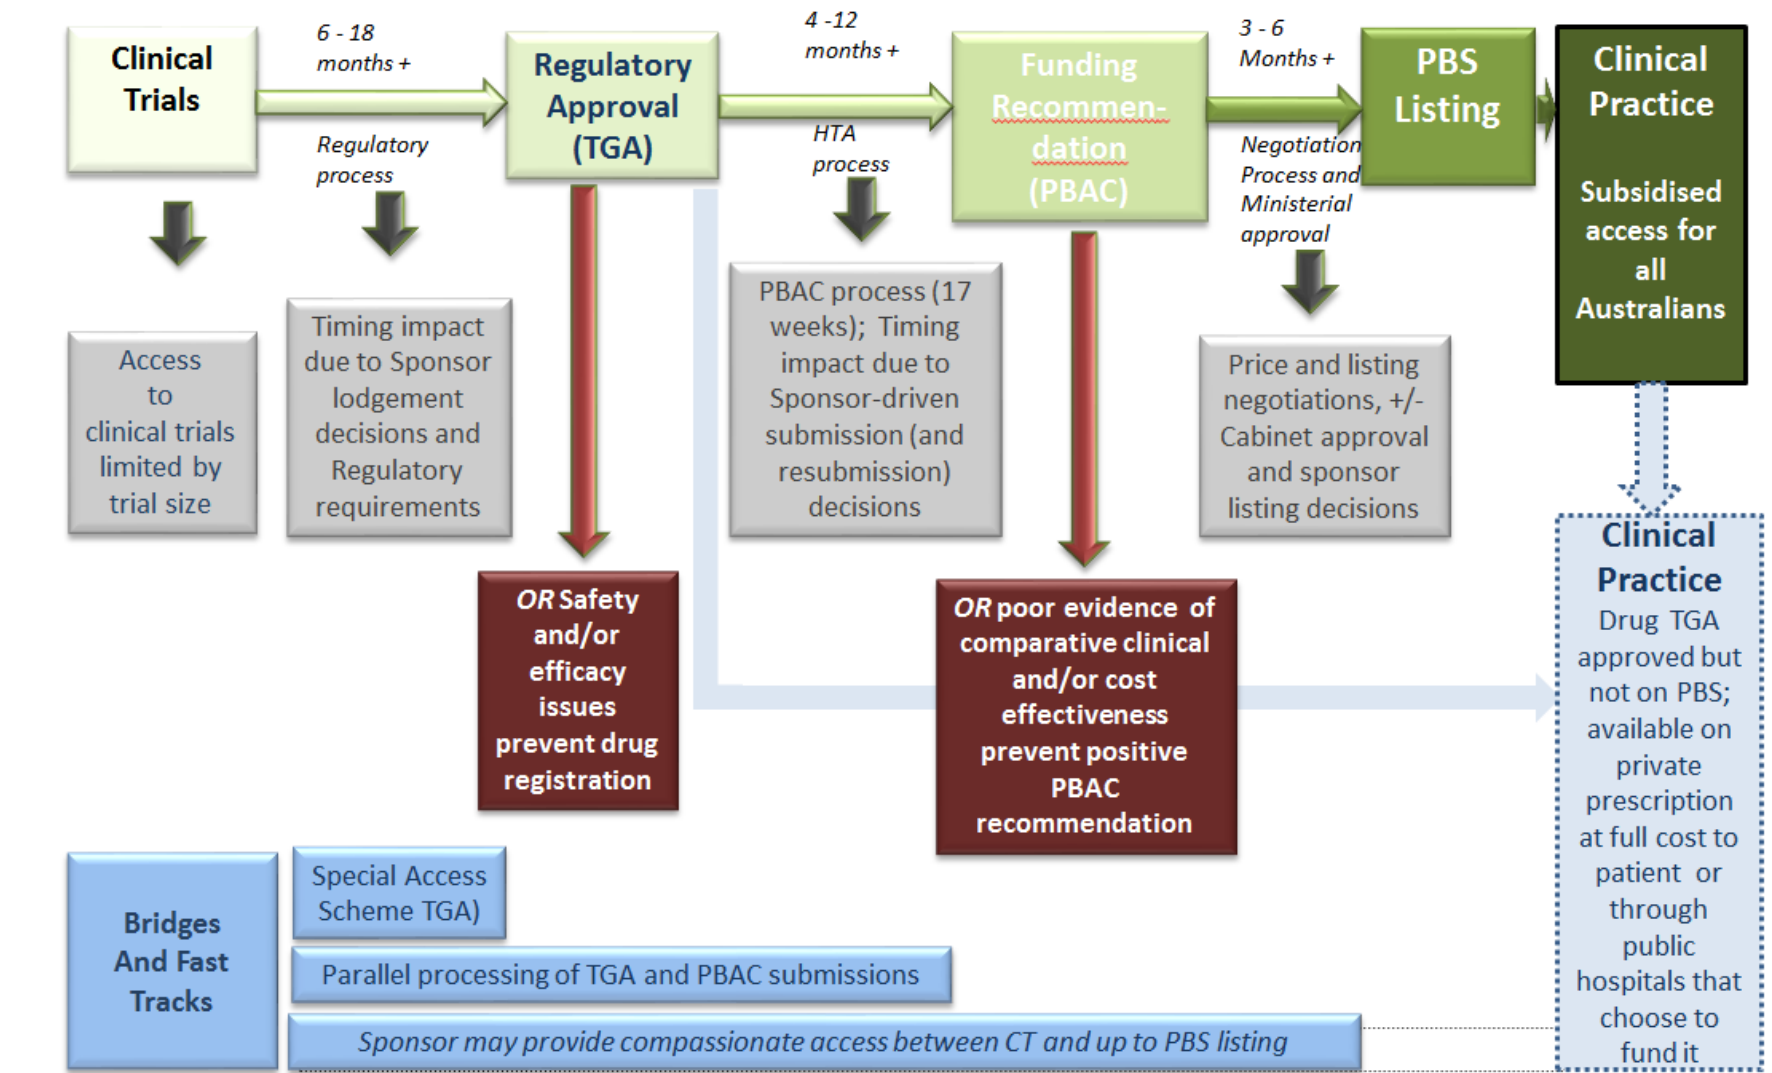 Clinical
Trials
6 - 18
months +
Regulatory
process
Regulatory
Approval
(TGA)
4 -12
months +
HTA
process
Funding
Recommen-
dation
(PBAC)
3 - 6
Months +
Negotiation
Process and
Ministerial
approval
PBS
Listing
Clinical
Practice
Subsidised
access for
all
Australians
Access
to
clinical trials
limited by
trial size
Timing impact
due to Sponsor
lodgement
decisions and
Regulatory
requirements
PBAC process (17
weeks); Timing
impact due to
Sponsor-driven
submission (and
resubmission)
decisions
Price and listing
negotiations, +/-
Cabinet approval
and sponsor
listing decisions
OR Safety
and/or
efficacy
issues
prevent drug
registration
OR poor evidence of
comparative clinical
and/or cost
effectiveness
prevent positive
PBAC
recommendation
Clinical
Practice
Drug TGA
approved but
not on PBS;
available on
private
prescription
at full cost to
patient or
through
public
hospitals that
choose to
fund it
Bridges
And Fast
Tracks
Special Access
Scheme TGA)
Parallel processing of TGA and PBAC submissions
Sponsor may provide compassionate access between CT and up to PBS listing